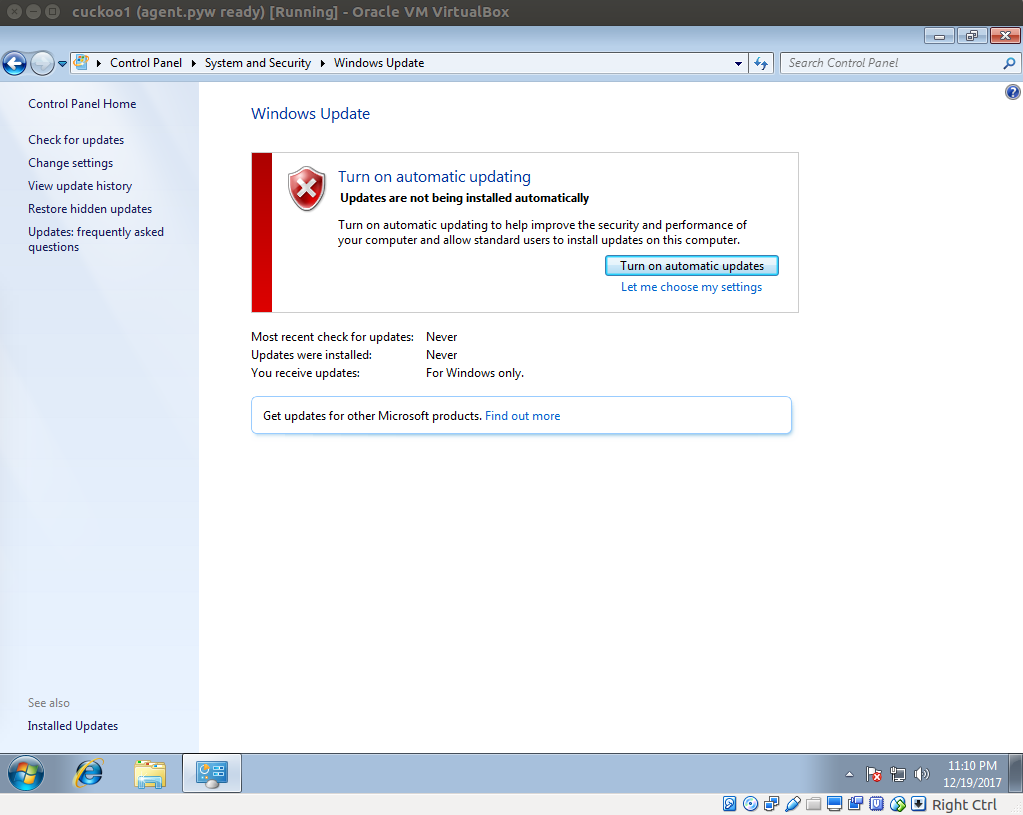 cuckoo1 (agent.pyw ready) [Running] - Oracle VM VirtualBox
Control Panel
System and Security
Windows Update
Search Control Panel
Control Panel Home
Check for updates
Change settings
View update history
Restore hidden updates
Updates: frequently asked
questions
See also
Installed Updates
Windows Update
Turn on automatic updating
Updates are not being installed automatically
Turn on automatic updating to help improve the security and performance of
your computer and allow standard users to install updates on this computer.
Turn on automatic updates
Let me choose my settings
Most recent check for updates: Never
Updates were installed: Never
You receive updates: For Windows only.
Get updates for other Microsoft products. Find out more
11:10 PM
12/19/2017
Right Ctrl